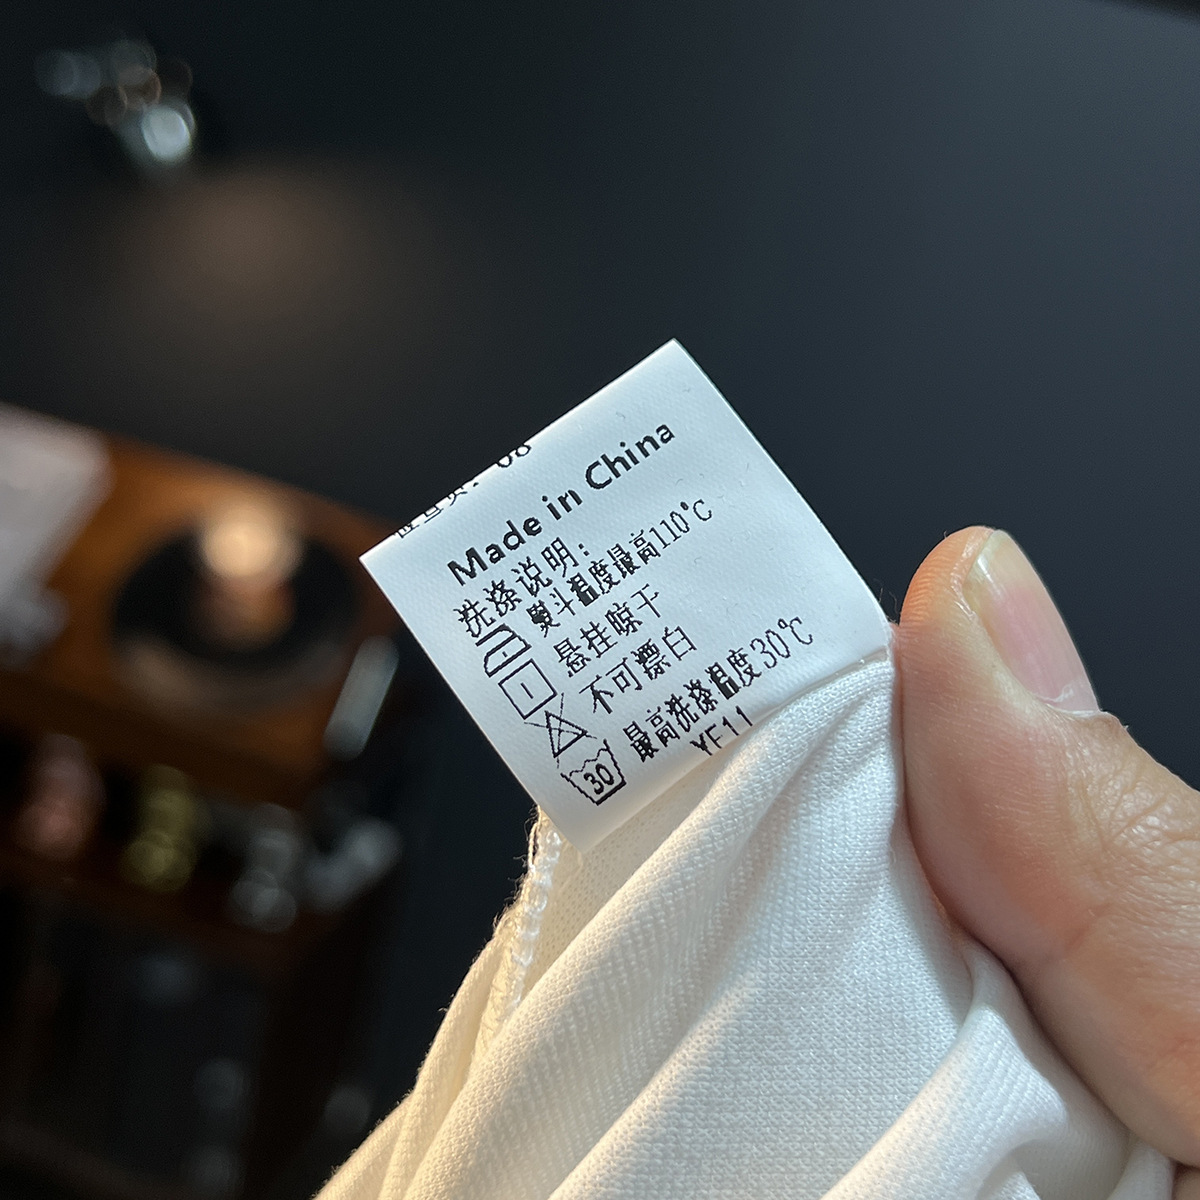 Made in China
洗涤说明:
熨斗温度最高110℃
悬挂晾干
不可漂白
最高洗涤温度30℃
30